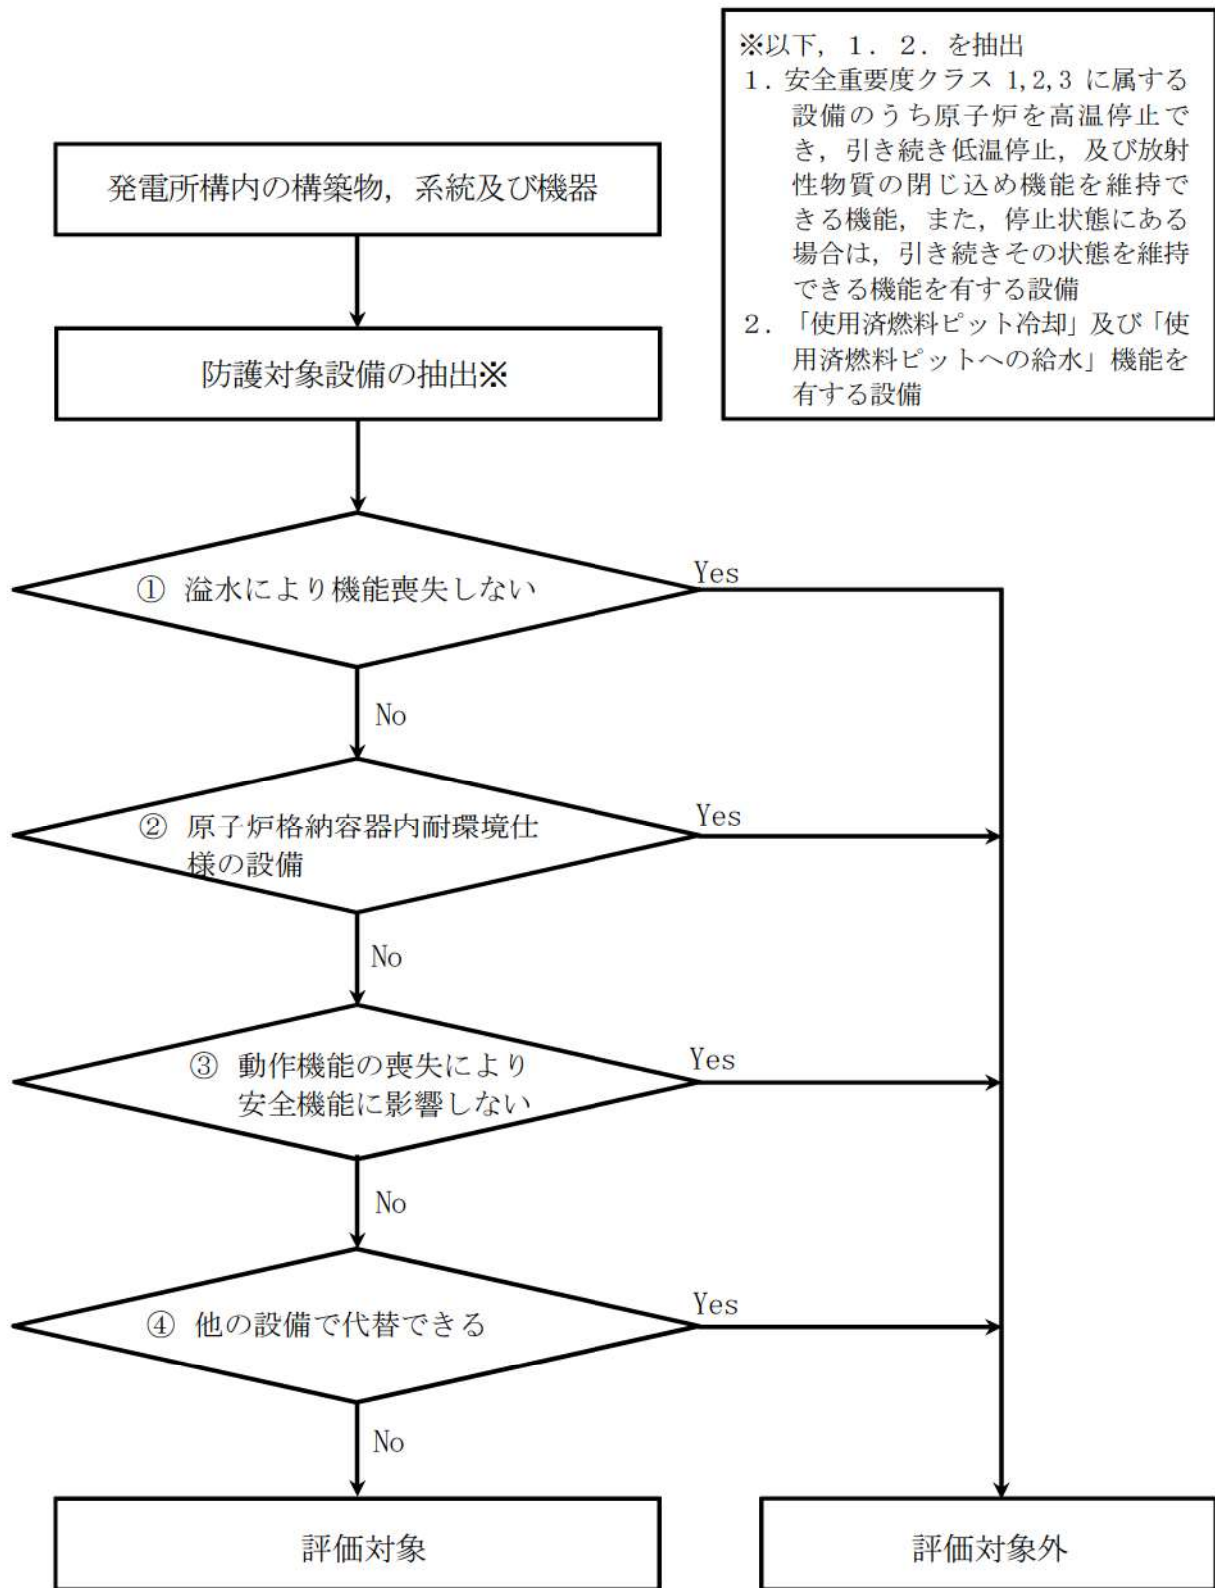 ※以下，１．２．を抽出
１．安全重要度クラス 1,2,3 に属する
設備のうち原子炉を高温停止で
き，引き続き低温停止，及び放射
性物質の閉じ込め機能を維持で
きる機能，また，停止状態にある
場合は，引き続きその状態を維持
できる機能を有する設備
２．「使用済燃料ピット冷却」及び「使
用済燃料ピットへの給水」機能を
有する設備
発電所構内の構築物，系統及び機器
防護対象設備の抽出※
① 溢水により機能喪失しない
Yes
No
② 原子炉格納容器内耐環境仕
様の設備
Yes
No
③ 動作機能の喪失により
安全機能に影響しない
Yes
No
④ 他の設備で代替できる
Yes
No
評価対象
評価対象外